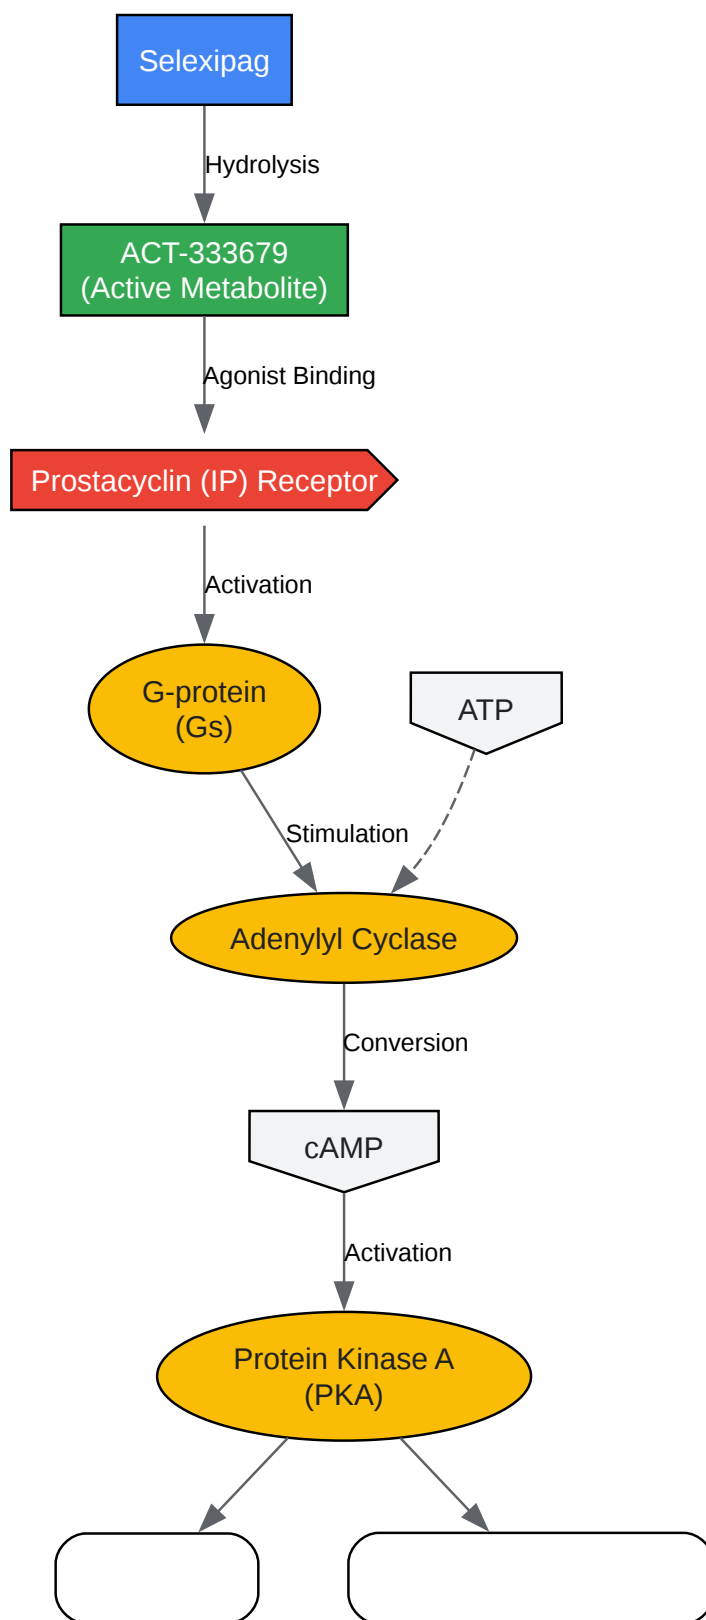 Selexipag
Hydrolysis
ACT-333679
(Active Metabolite)
Agonist Binding
Prostacyclin (IP) Receptor
Activation
G-protein
(Gs)
ATP
Stimulation
Adenylyl Cyclase
Conversion
cAMP
Activation
Protein Kinase A
(PKA)